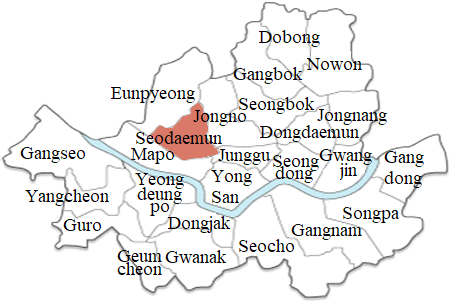 Dobong
Nowon
Gangbok
Eunpyeong
Seongbok
Jongno
Jongnang
Dongdaemun
Seodaemun
Mapo
Junggu
Gangseo
Seong
dong
Gwang
jin
Gang
dong
Yangcheon
Yeong
deung
po
Yong
San
Songpa
Guro
Dongjak
Gangnam
Seocho
Geum
cheon
Gwanak